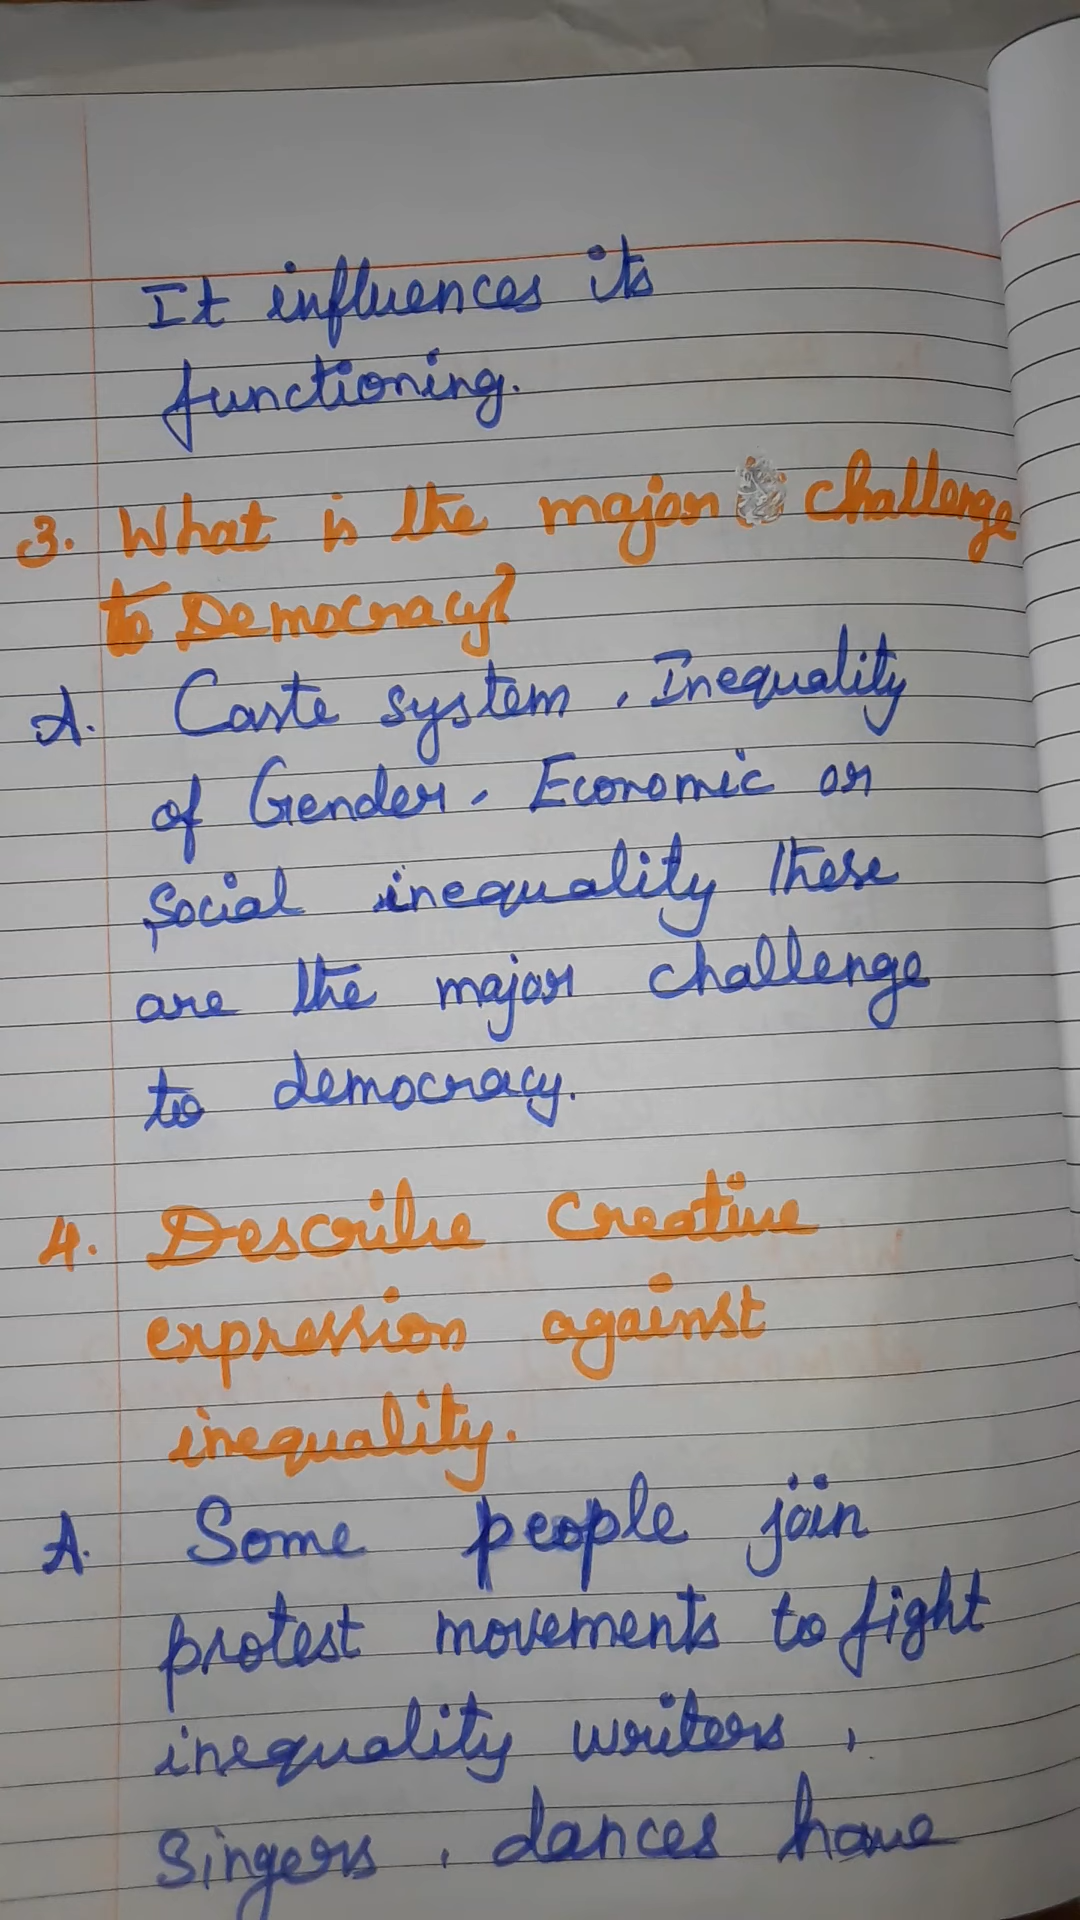 It influences its
functioning.
3. What is the major challenge
to Democracy?
A. Caste system, Inequality
of Gender, Economic or
Social inequality these
are the major challenge
to democracy.
4. Describe Creative
expression against
inequality.
A. Some people join
protest movements to fight
inequality writers,
Singers, dances have